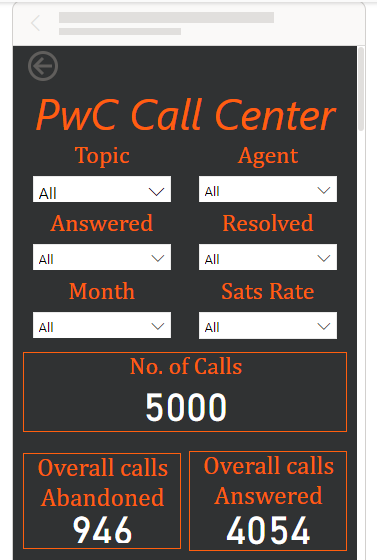 PwC Call Center
Topic Agent
All All
Answered Resolved
All All
Month Sats Rate
All All
No. of Calls
5000
Overall calls Abandoned
946
Overall calls Answered
4054